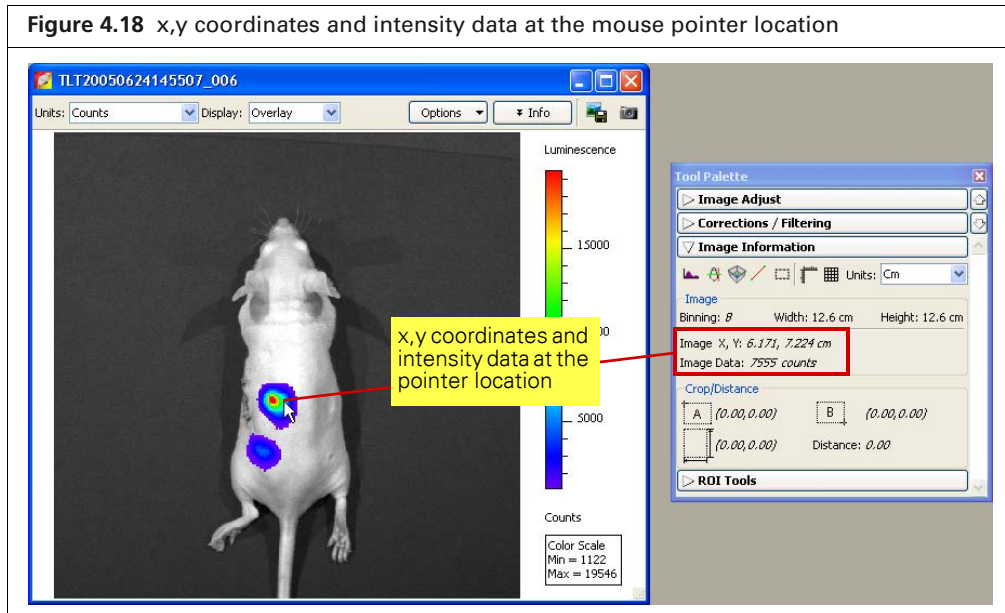 Figure 4.18 x,y coordinates and intensity data at the mouse pointer location
TLT20050624145507_006
Units: Counts Display: Overlay Options Info
Luminescence
15000
00
5000
Counts
Color Scale
Min = 1122
Max = 19546
x,y coordinates and
intensity data at the
pointer location
Tool Palette
Image Adjust
Corrections / Filtering
Image Information
Units: Cm
Image
Binning: 8 Width: 12.6 cm Height: 12.6 cm
Image X, Y: 6.171, 7.224 cm
Image Data: 7555 counts
Crop/Distance
A (0.00,0.00) B (0.00,0.00)
(0.00,0.00) Distance: 0.00
ROI Tools